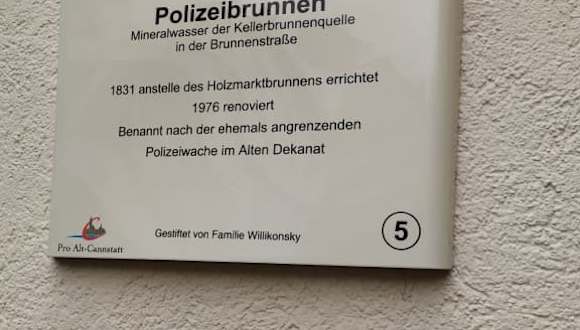 Polizeibrunnen
Mineralwasser der Kellerbrunnenquelle
in der Brunnenstraße
1831 anstelle des Holzmarktbrunnens errichtet
1976 renoviert
Benannt nach der ehemals angrenzenden
Polizeiwache im Alten Dekanat
Pro Alt-Cannstatt
Gestiftet von Familie Willikonsky
5